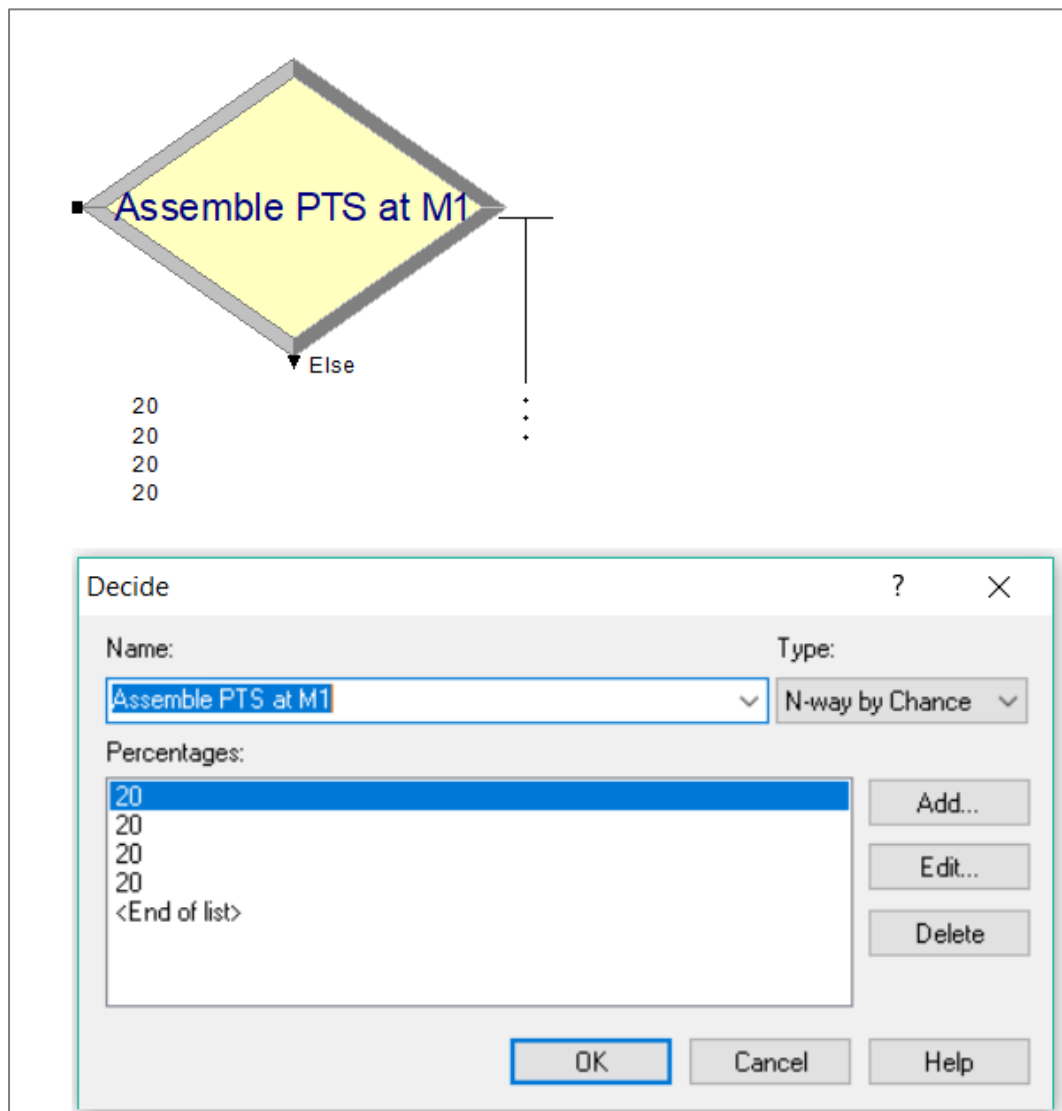 Assemble PTS at M1
Else
20
20
20
20
Decide ?
Name: Type:
Assemble PTS at M1 N-way by Chance
Percentages:
20
20
20
20
<End of list>
Add...
Edit...
Delete
OK Cancel Help